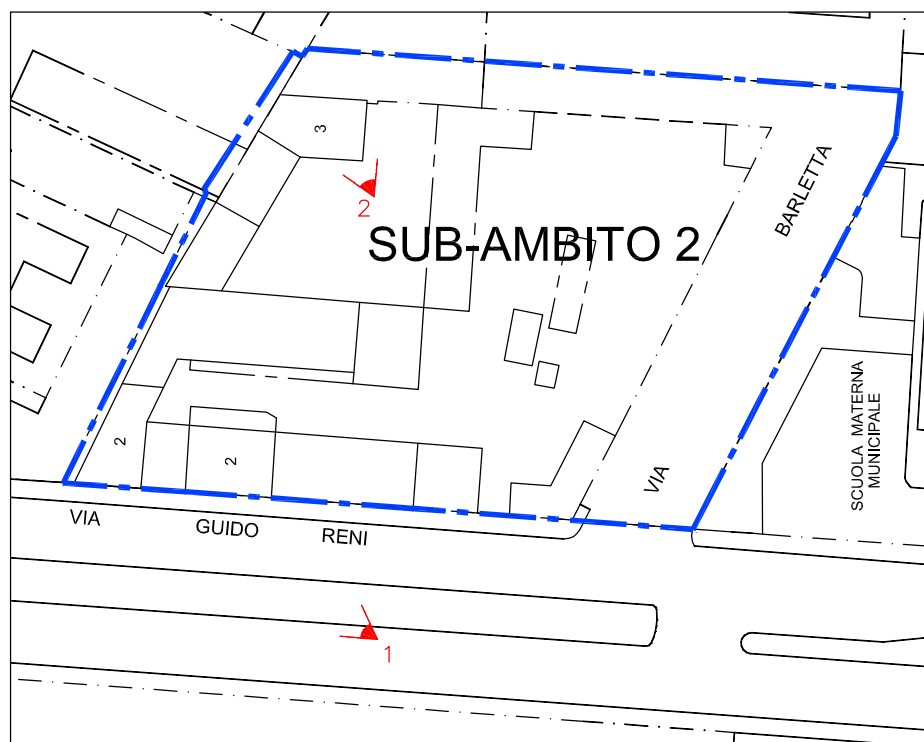 3
2
SUB-AMBITO 2
BARLETTA
VIA
SCUOLA MATERNA
MUNICIPALE
2
2
VIA
GUIDO
RENI
1